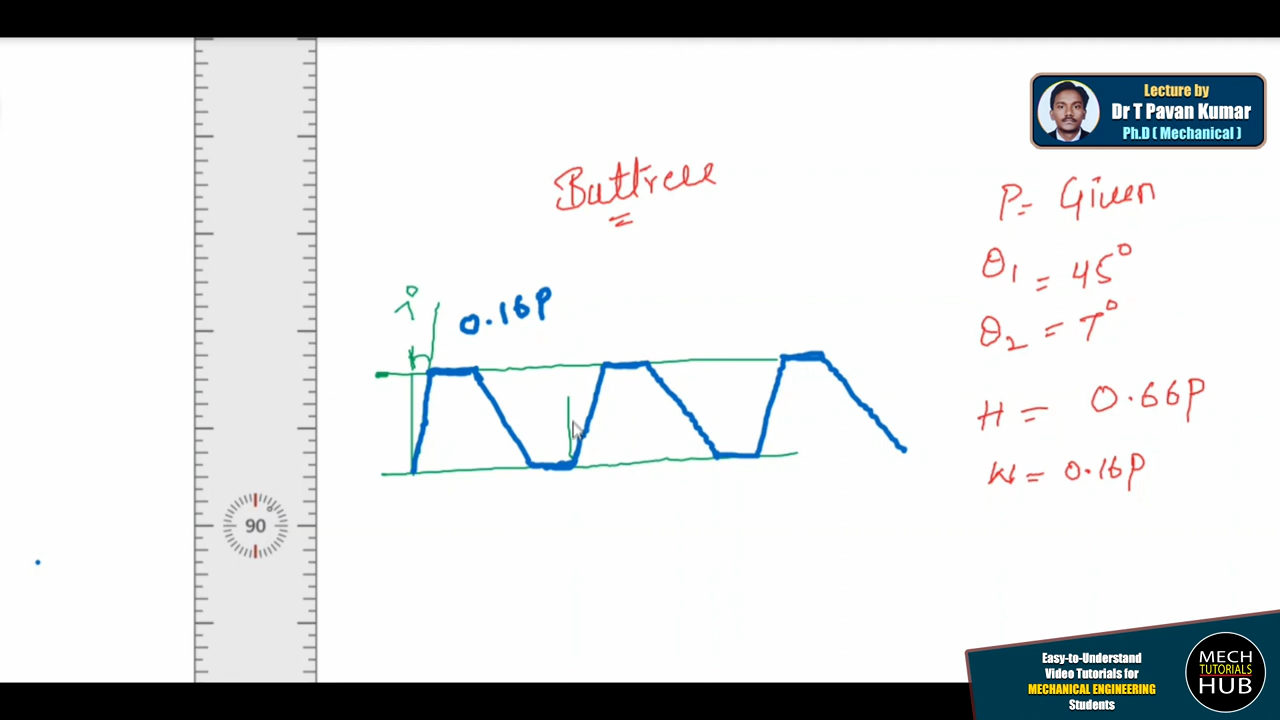 Lecture by
Dr T Pavan Kumar
Ph.D ( Mechanical )
Buttress
P = Given
θ1 = 45°
θ2 = 7°
H = 0.66P
W = 0.16P
7°
0.16P
90
Easy-to-Understand
Video Tutorials for
MECHANICAL ENGINEERING
Students
MECH
TUTORIALS
HUB